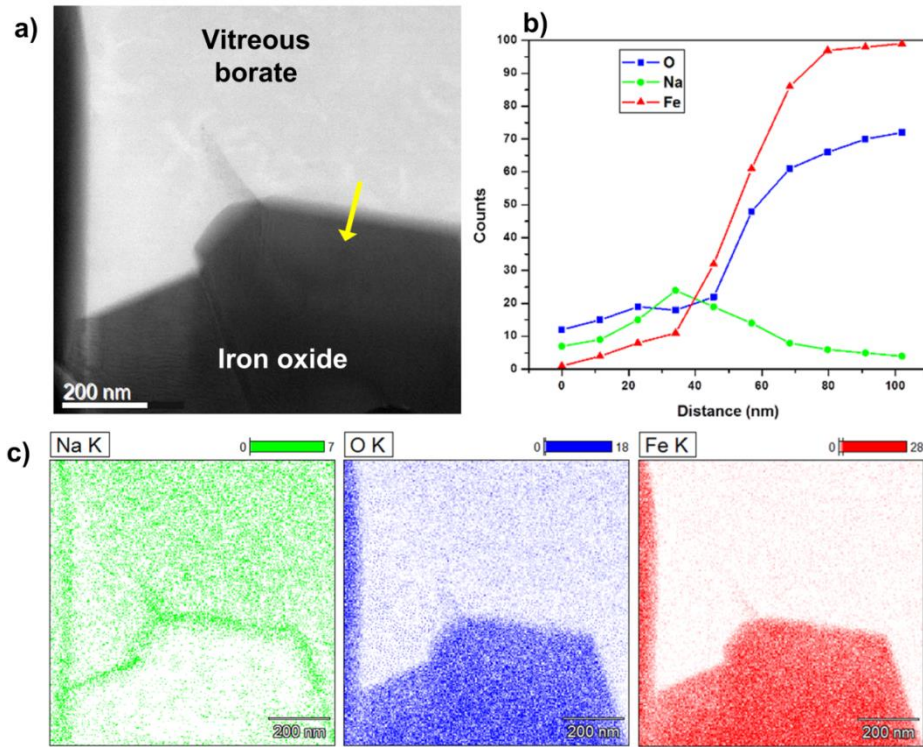 a)
Vitreous
borate
Iron oxide
200 nm
b)
100
90
80
70
60
50
40
30
20
10
0
Counts
O
Na
Fe
0 20 40 60 80 100
Distance (nm)
c)
Na K
0 7
200 nm
O K
0 18
200 nm
Fe K
0 28
200 nm